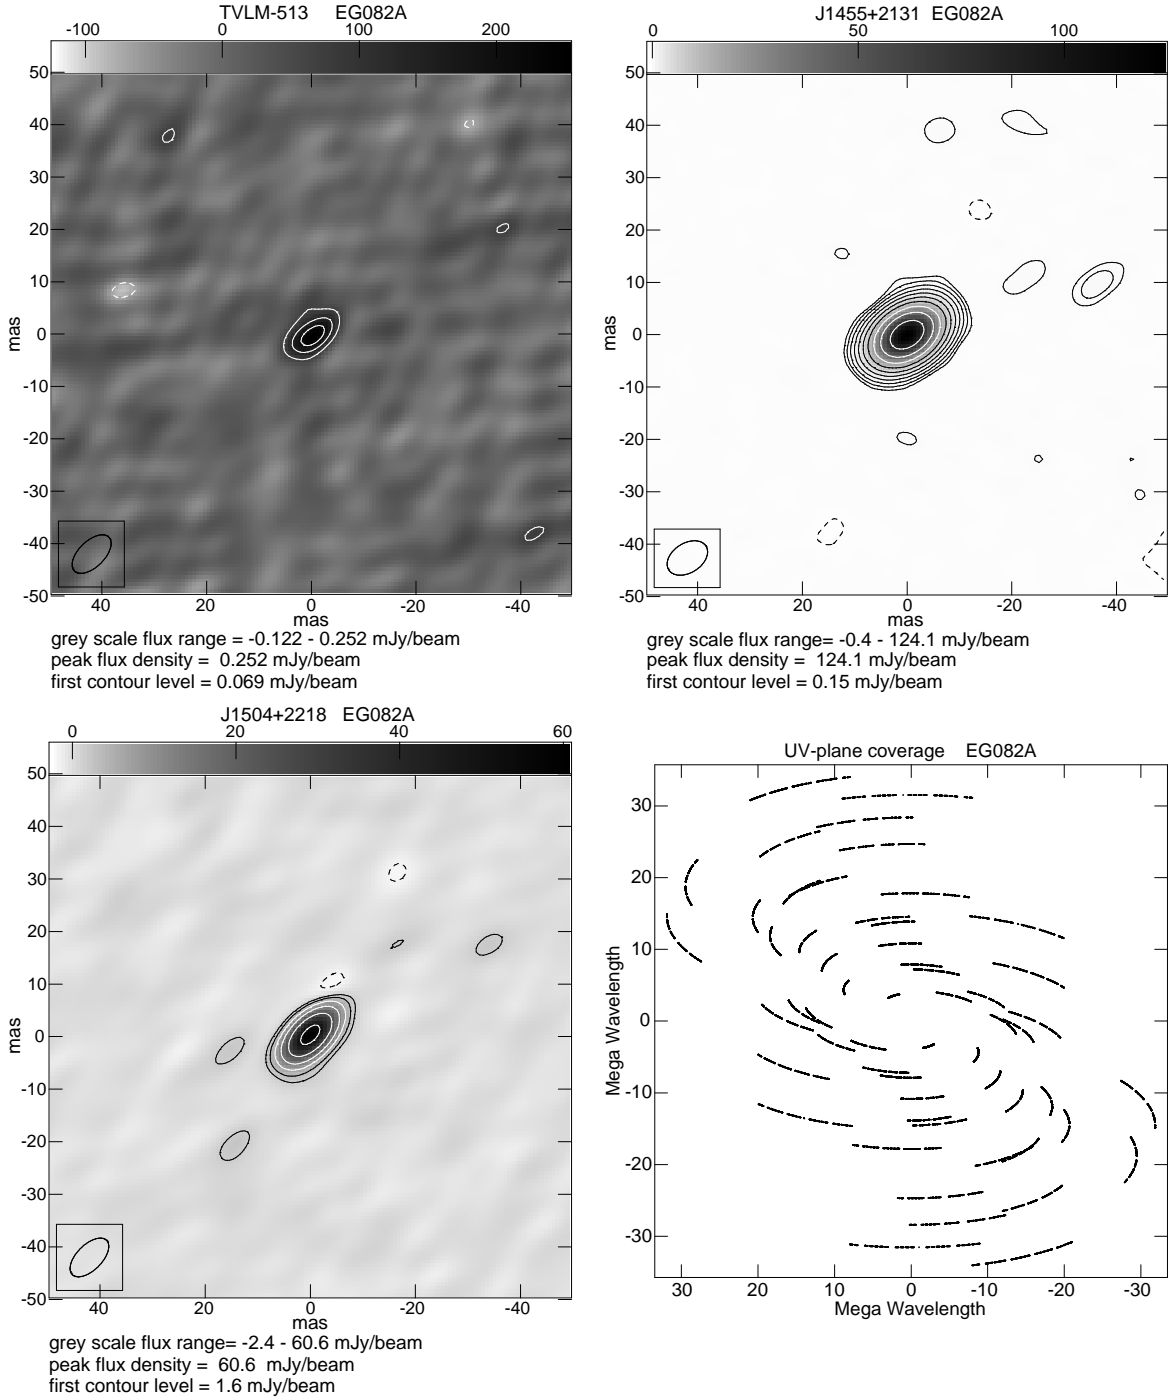 TVLM-513 EG082A
-100 0 100 200
50
40
30
20
10
0
-10
-20
-30
-40
-50
mas
40 20 0 -20 -40
mas
grey scale flux range = -0.122 - 0.252 mJy/beam
peak flux density = 0.252 mJy/beam
first contour level = 0.069 mJy/beam
J1455+2131 EG082A
0 50 100
50
40
30
20
10
0
-10
-20
-30
-40
-50
mas
40 20 0 -20 -40
mas
grey scale flux range= -0.4 - 124.1 mJy/beam
peak flux density = 124.1 mJy/beam
first contour level = 0.15 mJy/beam
J1504+2218 EG082A
0 20 40 60
50
40
30
20
10
0
-10
-20
-30
-40
-50
mas
40 20 0 -20 -40
mas
grey scale flux range= -2.4 - 60.6 mJy/beam
peak flux density = 60.6 mJy/beam
first contour level = 1.6 mJy/beam
UV-plane coverage EG082A
30
20
10
0
-10
-20
-30
Mega Wavelength
30 20 10 0 -10 -20 -30
Mega Wavelength